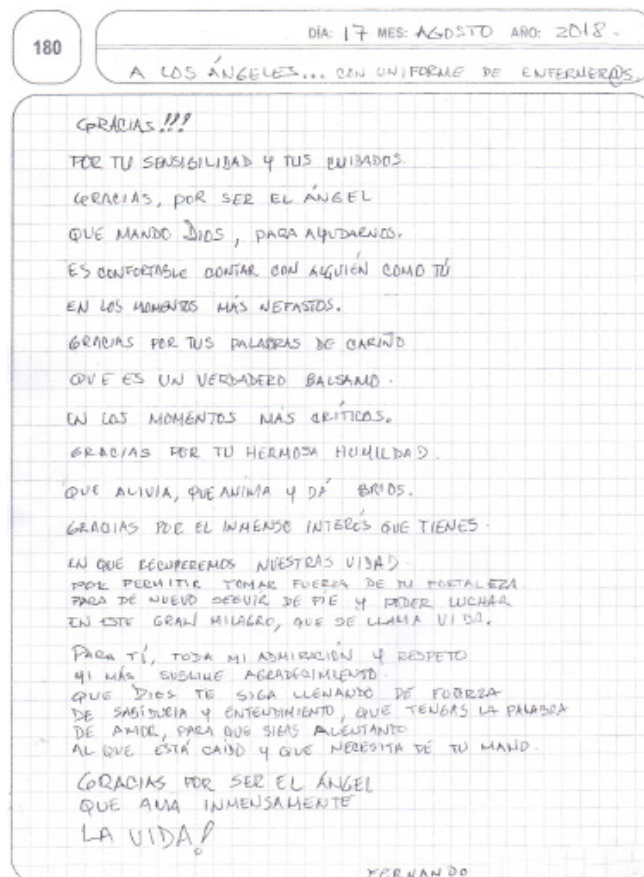 180
DÍA: 17 MES: AGOSTO AÑO: 2018.
A LOS ÁNGELES... CON UNIFORME DE ENFERMER@S
GRACIAS!!!
POR TU SENSIBILIDAD Y TUS CUIDADOS.
GRACIAS, POR SER EL ÁNGEL
QUE MANDO DIOS, PARA AYUDARNOS.
ES CONFORTABLE CONTAR CON ALGUIÉN COMO TÚ
EN LOS MOMENTOS MÁS NEFASTOS.
GRACIAS POR TUS PALABRAS DE CARIÑO
QUE ES UN VERDADERO BALSAMO.
EN LOS MOMENTOS MÁS CRÍTICOS.
GRACIAS POR TU HERMOSA HUMILDAD.
QUE ALIVIA, QUE ANIMA Y DÁ BRIOS.
GRACIAS POR EL INMENSO INTERÉS QUE TIENES.
EN QUE RECUPEREMOS NUESTRAS VIDAS.
POR PERMITIR TOMAR FUERZA DE TU FORTALEZA
PARA DE NUEVO SEGUIR DE PIE Y PODER LUCHAR
EN ESTE GRAN MILAGRO, QUE SE LLAMA VIDA.
PARA TÍ, TODA MI ADMIRACIÓN Y RESPETO
MI MÁS SUBLIME AGRADECIMIENTO.
QUE DIOS TE SIGA LLENANDO DE FUERZA
DE SABIDURIA Y ENTENDIMIENTO, QUE TENGAS LA PALABRA
DE AMOR, PARA QUE SIGAS ALENTANDO
AL QUE ESTÁ CAIDO Y QUE NECESITA DE TU MANO.
GRACIAS POR SER EL ÁNGEL
QUE AMA INMENSAMENTE
LA VIDA!
FERNANDO